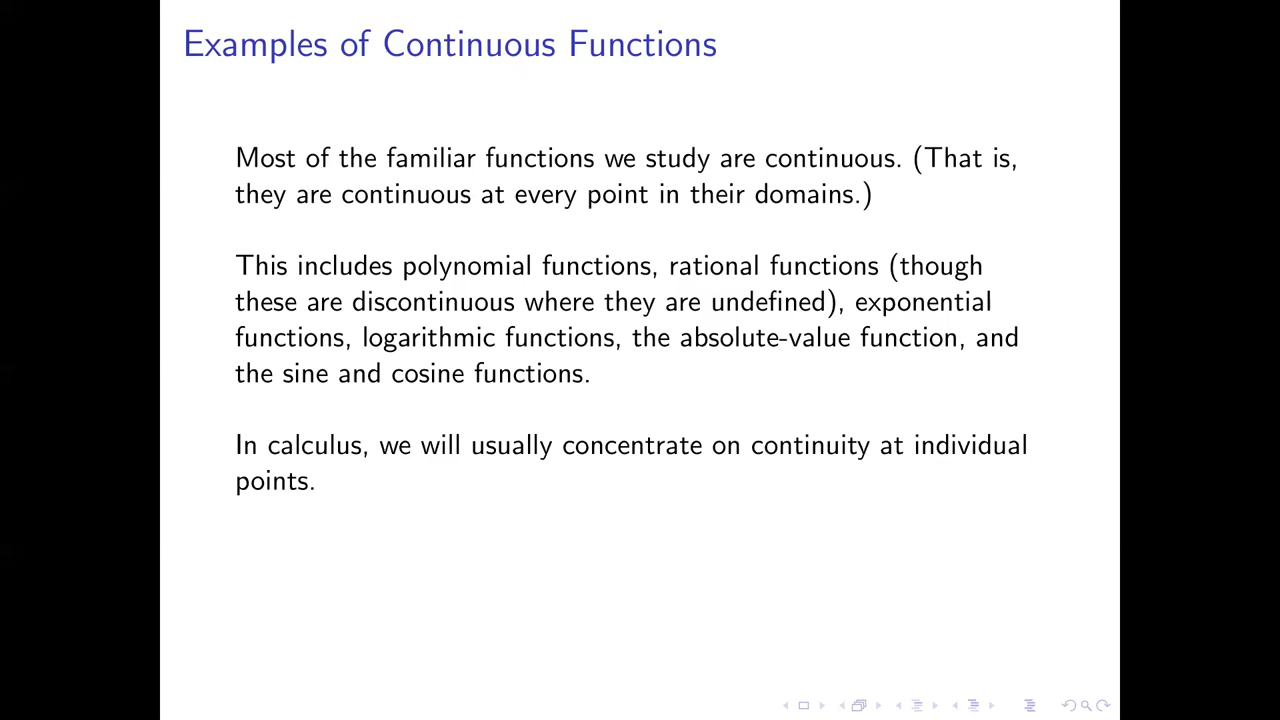 Examples of Continuous Functions
Most of the familiar functions we study are continuous. (That is,
they are continuous at every point in their domains.)
This includes polynomial functions, rational functions (though
these are discontinuous where they are undefined), exponential
functions, logarithmic functions, the absolute-value function, and
the sine and cosine functions.
In calculus, we will usually concentrate on continuity at individual
points.